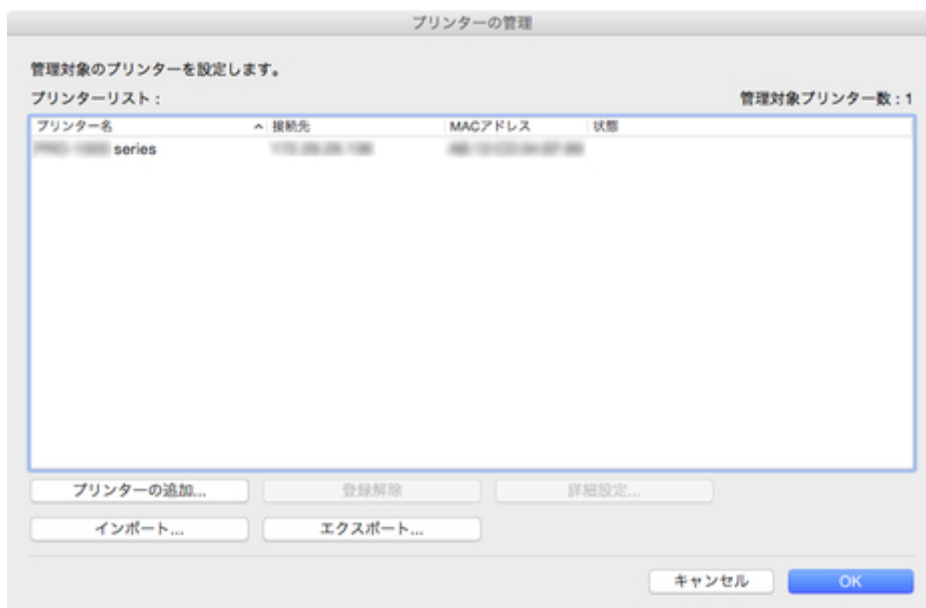 プリンターの管理
管理対象のプリンターを設定します。
プリンターリスト：
管理対象プリンター数：1
プリンター名 接続先 MACアドレス 状態
series
プリンターの追加... 登録解除 詳細設定...
インポート... エクスポート...
キャンセル OK